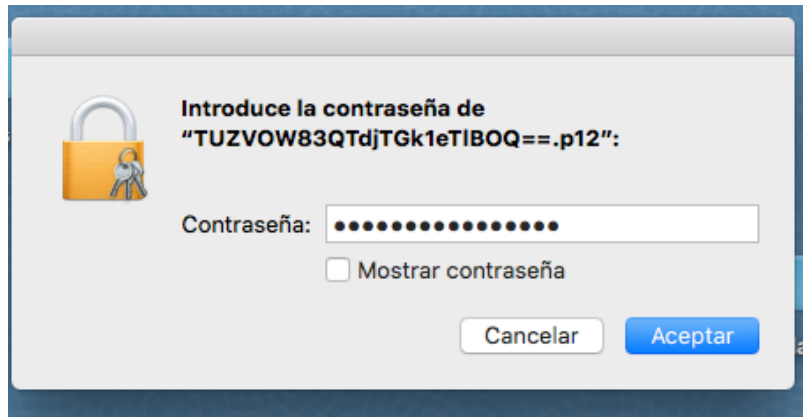 Introduce la contraseña de
“TUZVOW83QTdjTGk1eTlBOQ==.p12”:
Contraseña: ●●●●●●●●●●●●●●●●
Mostrar contraseña
Cancelar Aceptar